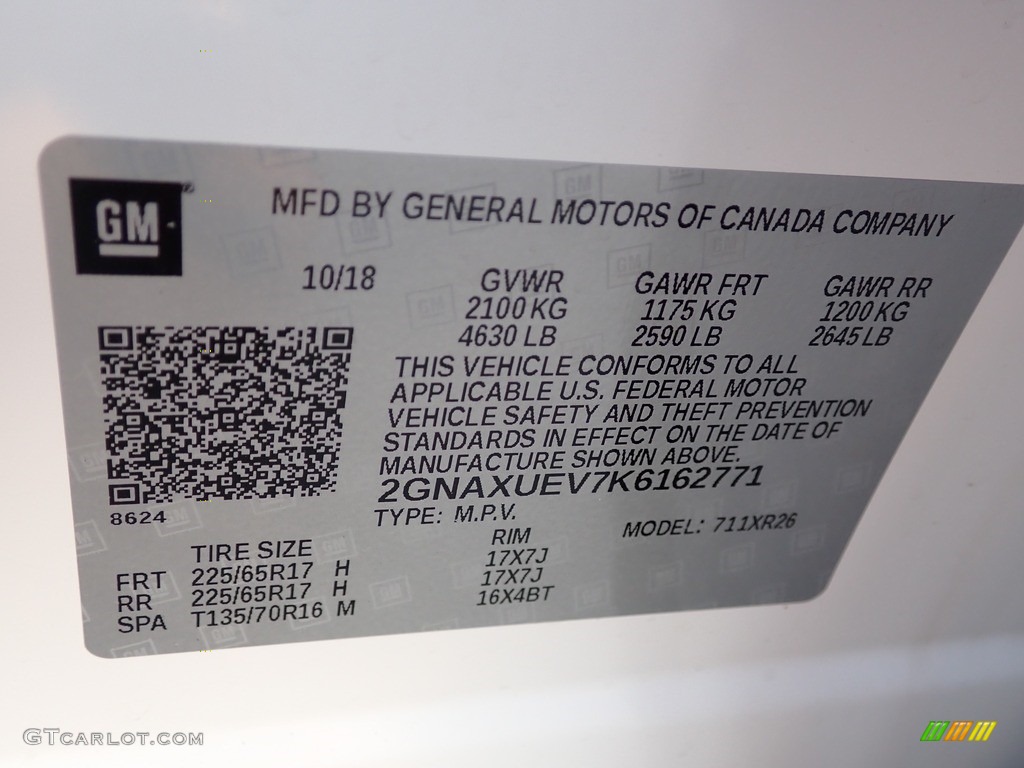 GM
MFD BY GENERAL MOTORS OF CANADA COMPANY
10/18 GVWR GAWR FRT GAWR RR
2100 KG 1175 KG 1200 KG
4630 LB 2590 LB 2645 LB
THIS VEHICLE CONFORMS TO ALL
APPLICABLE U.S. FEDERAL MOTOR
VEHICLE SAFETY AND THEFT PREVENTION
STANDARDS IN EFFECT ON THE DATE OF
MANUFACTURE SHOWN ABOVE.
2GNAXUEV7K6162771
8624
TYPE: M.P.V. MODEL: 711XR26
TIRE SIZE RIM
FRT 225/65R17 H 17X7J
RR 225/65R17 H 17X7J
SPA T135/70R16 M 16X4BT
GTCARLOT.COM